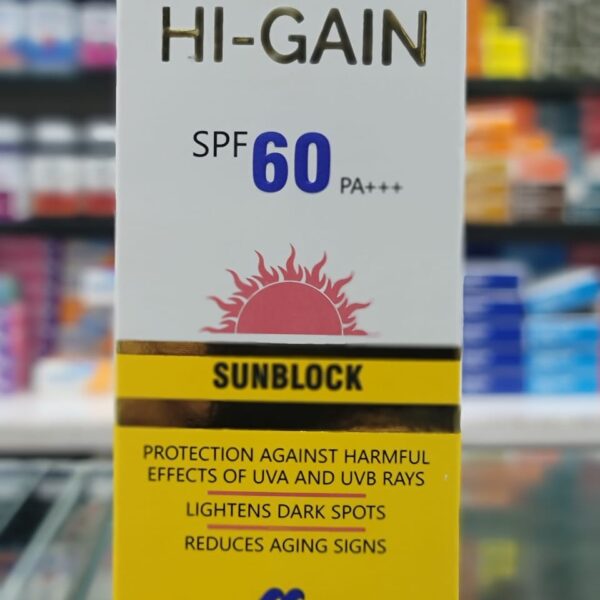 HI-GAIN
SPF 60 PA+++
SUNBLOCK
PROTECTION AGAINST HARMFUL
EFFECTS OF UVA AND UVB RAYS
LIGHTENS DARK SPOTS
REDUCES AGING SIGNS